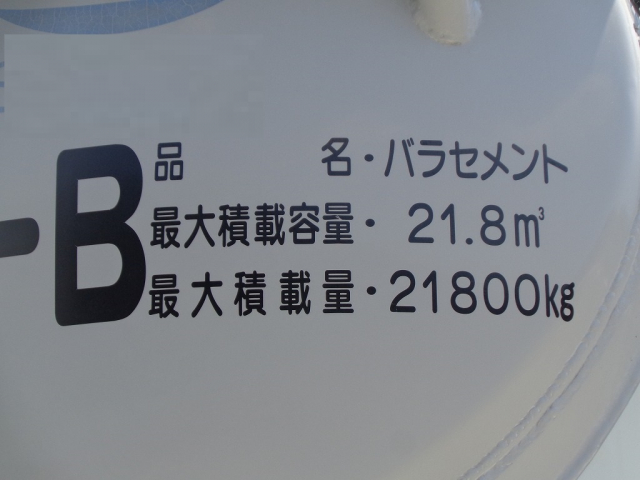 -B
品名・バラセメント
最大積載容量・21.8m³
最大積載量・21800kg